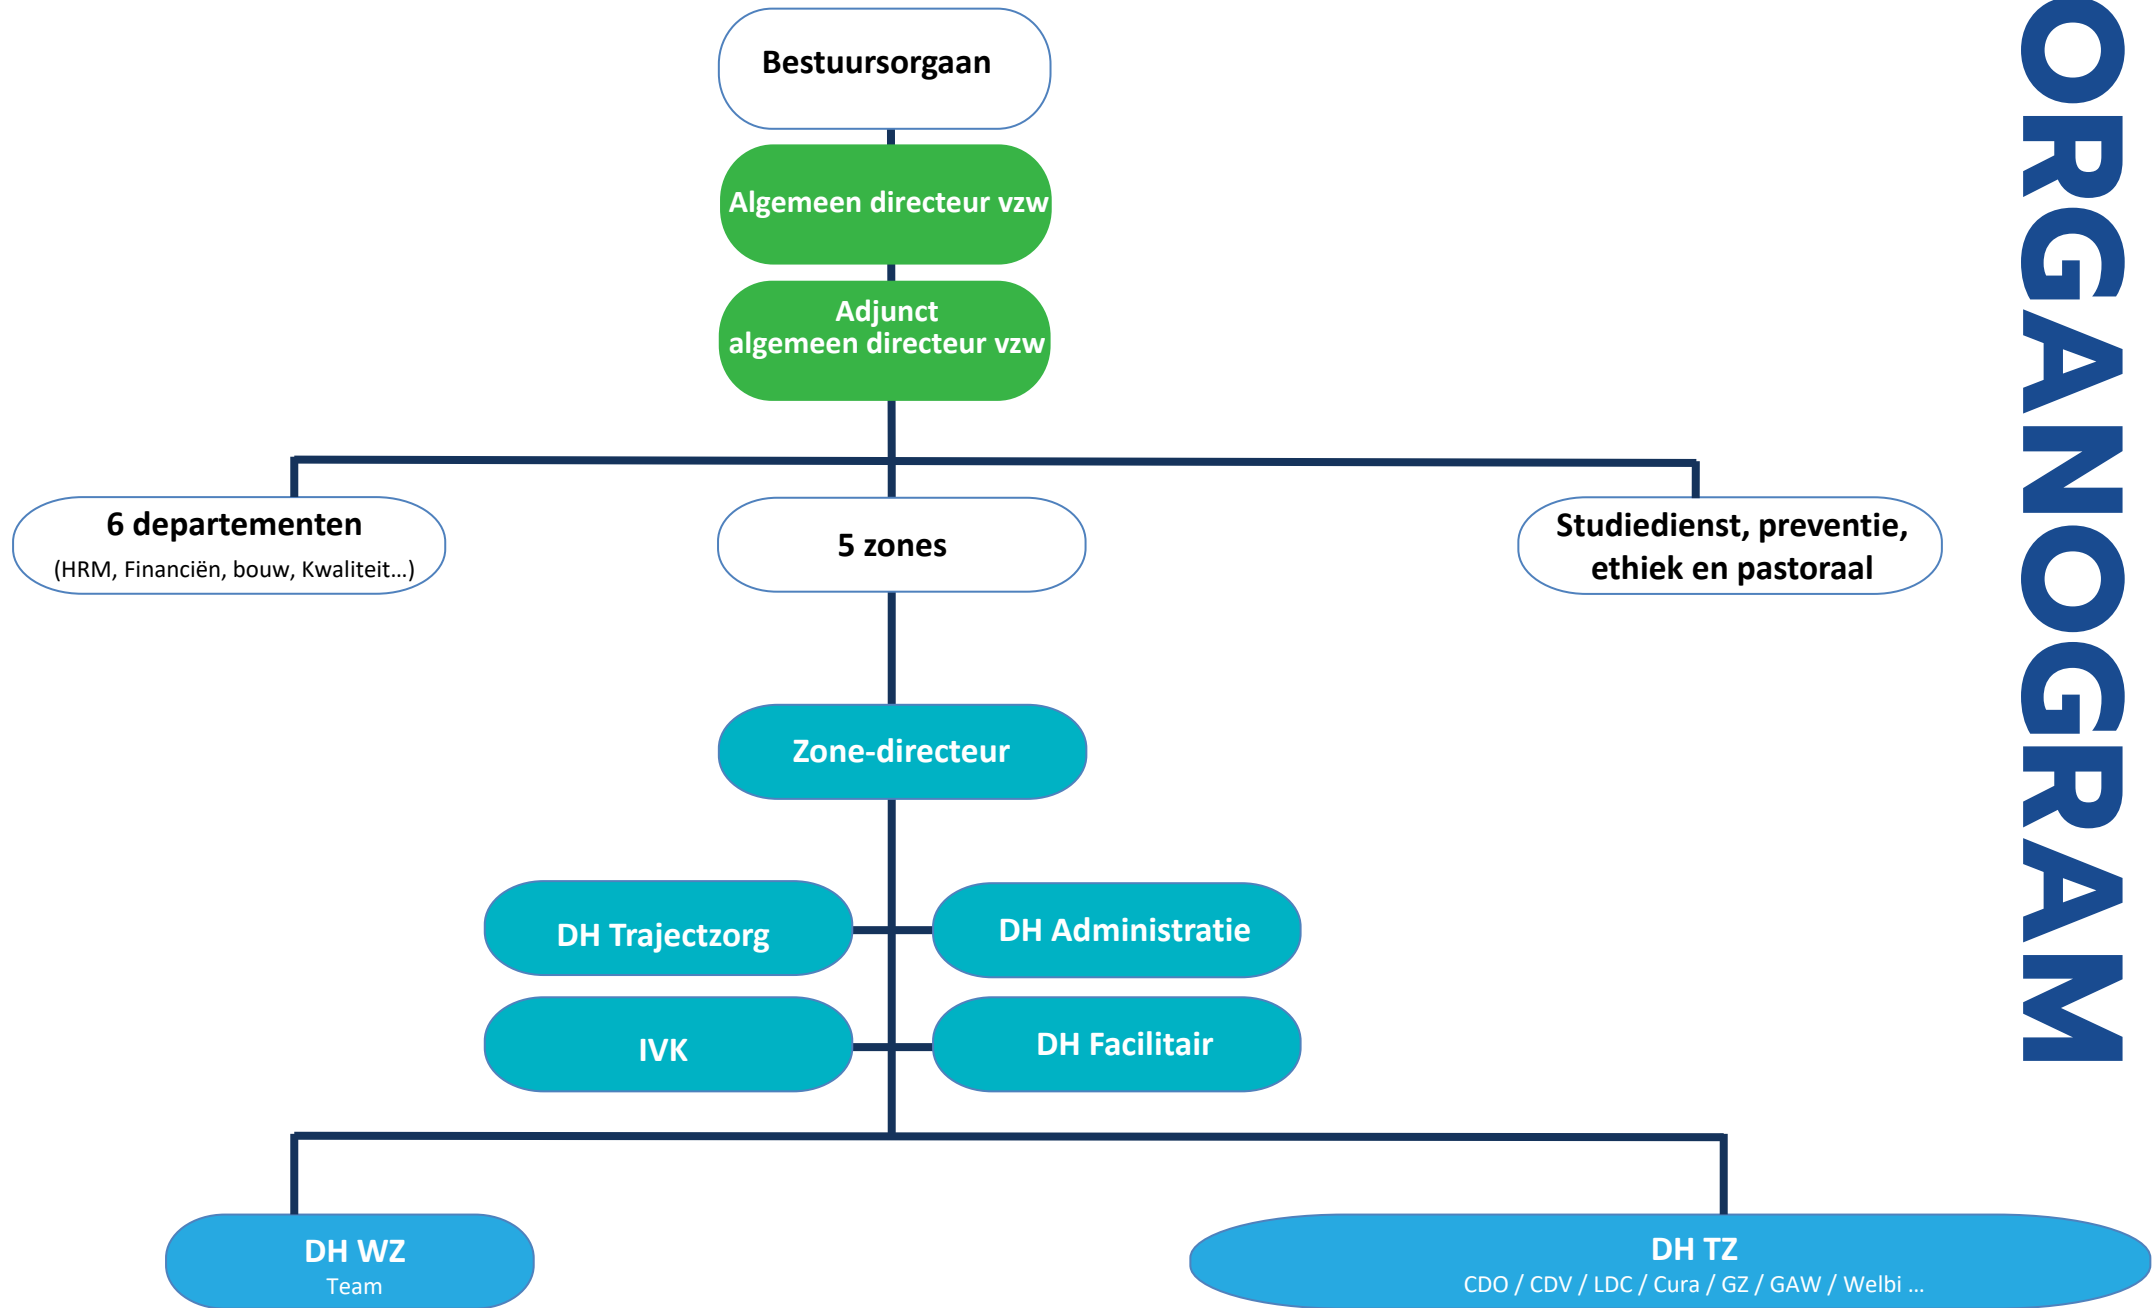 ORGANOGRAM
Bestuursorgaan
Algemeen directeur vzw
Adjunct
algemeen directeur vzw
6 departementen
(HRM, Financiën, bouw, Kwaliteit...)
5 zones
Studiedienst, preventie,
ethiek en pastoraal
Zone-directeur
DH Trajectzorg
DH Administratie
IVK
DH Facilitair
DH WZ
Team
DH TZ
CDO / CDV / LDC / Cura / GZ / GAW / Welbi ...